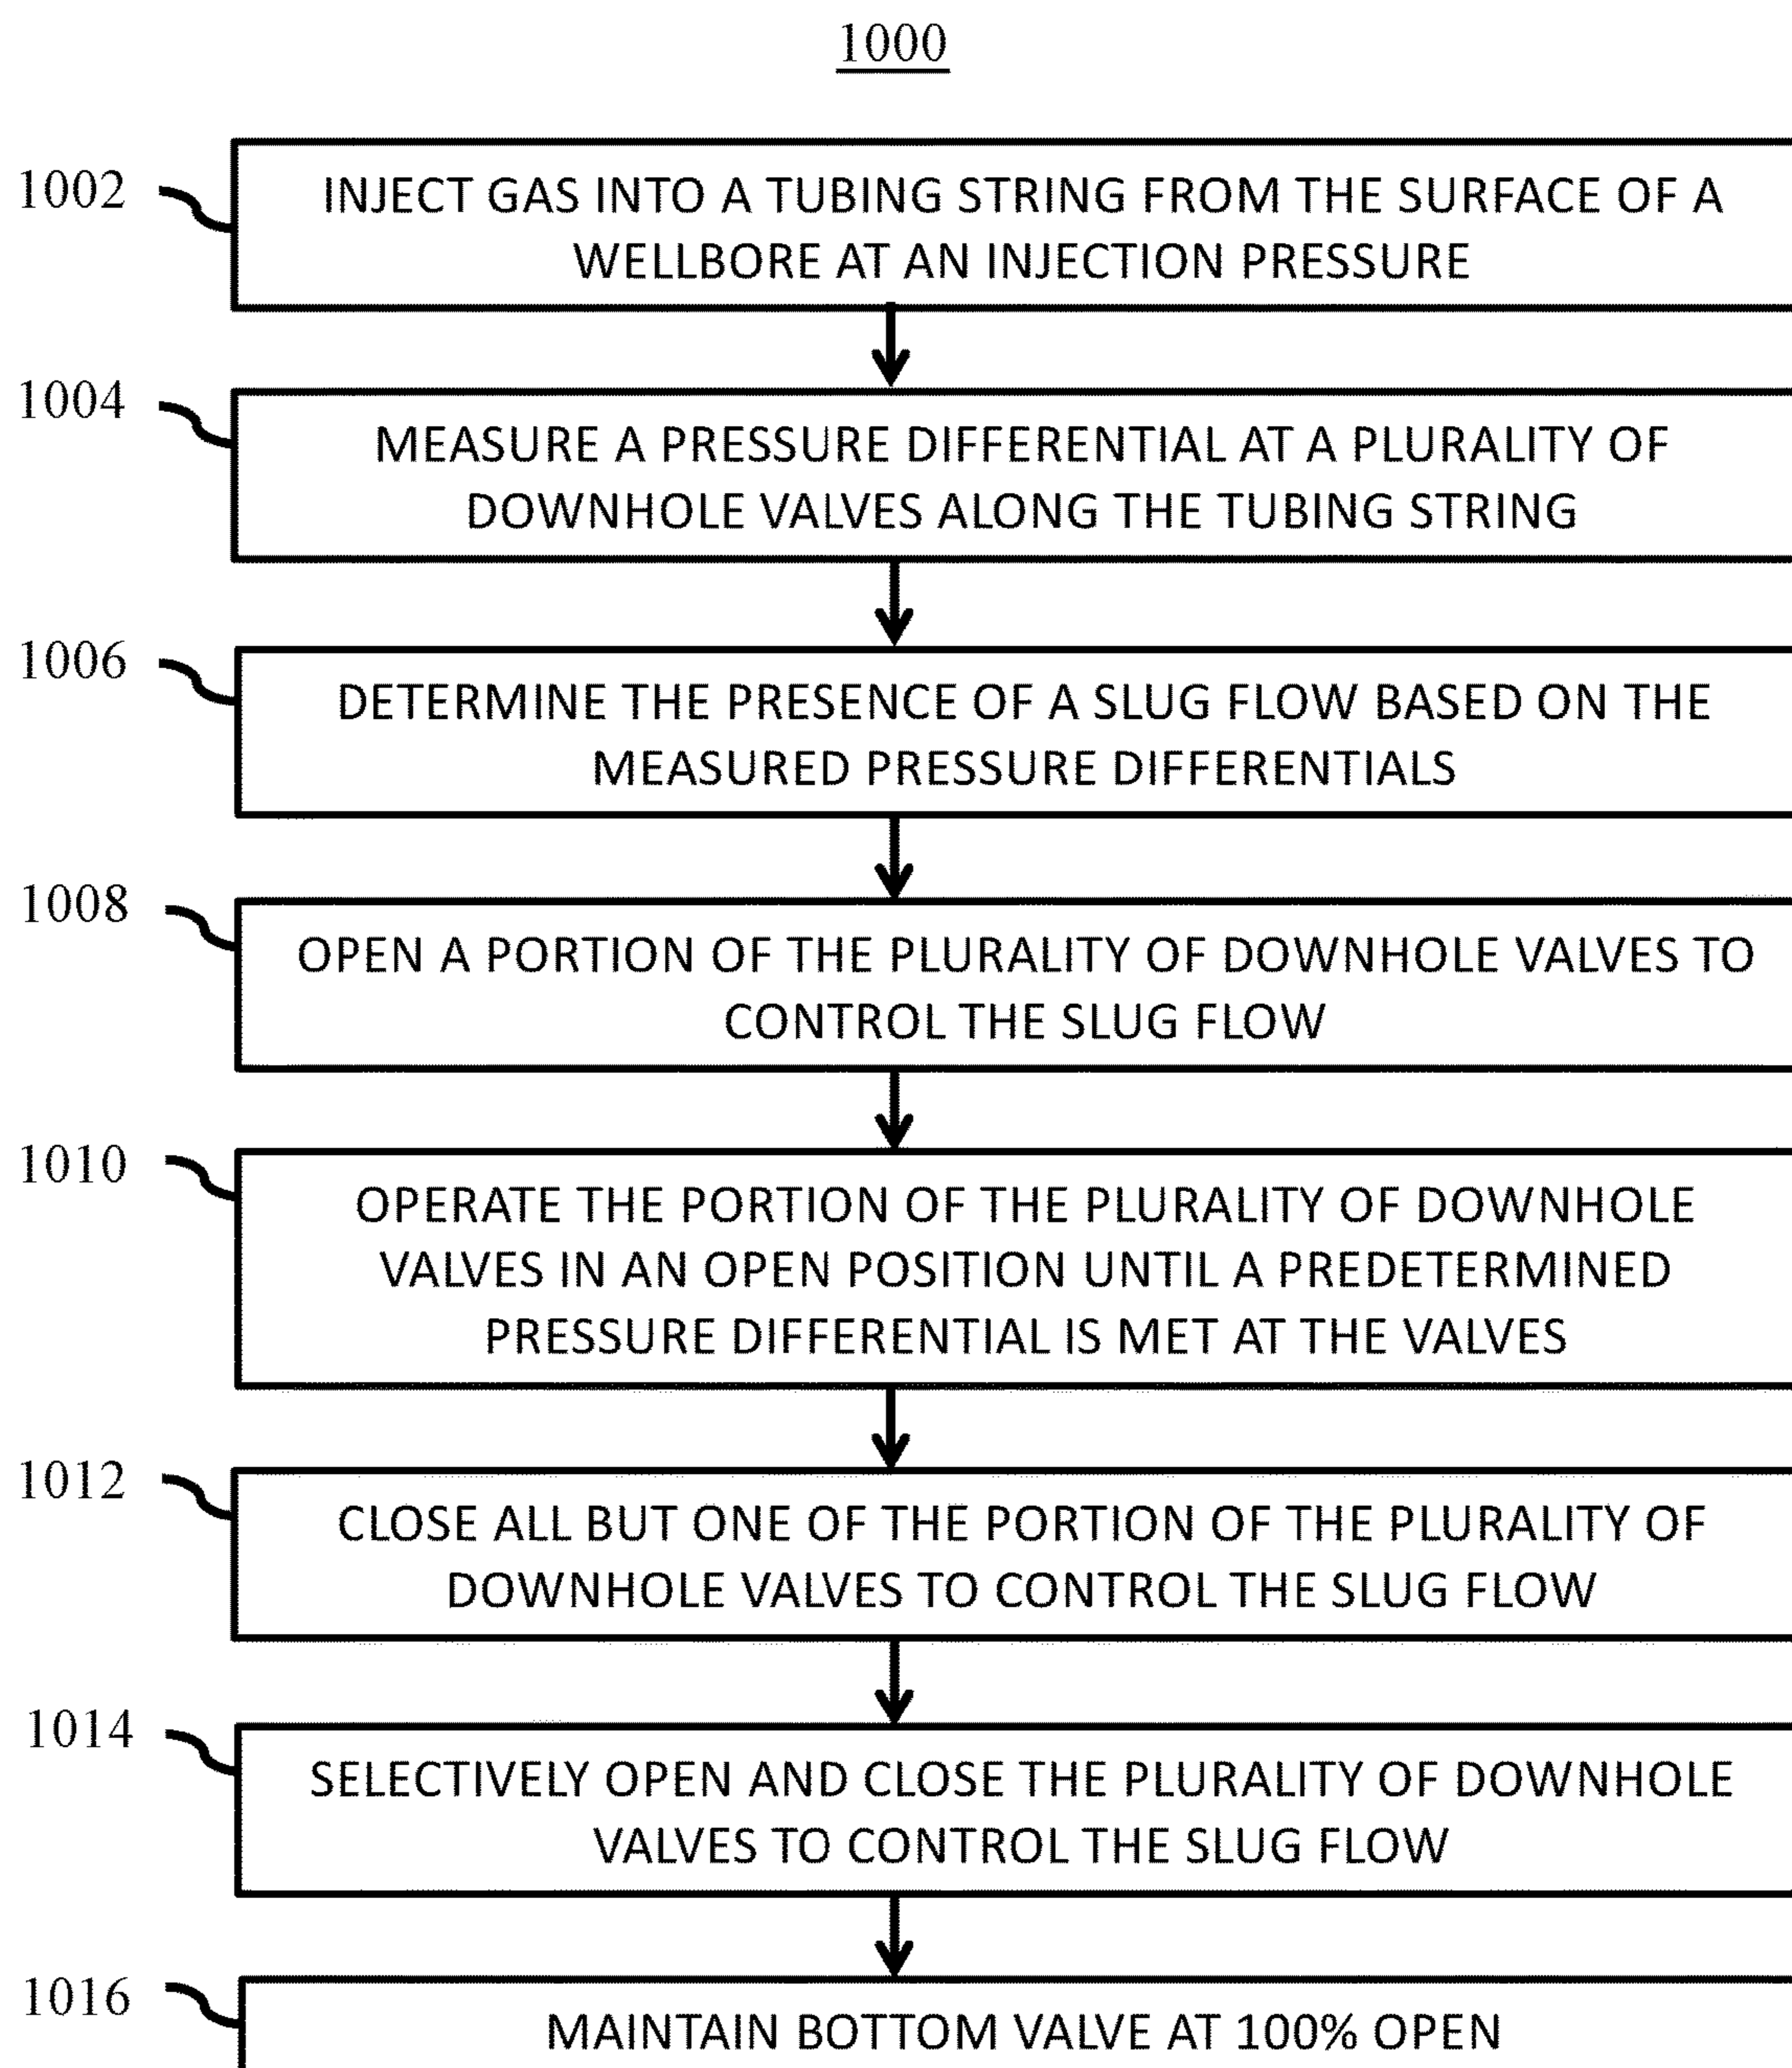 1000
1002
INJECT GAS INTO A TUBING STRING FROM THE SURFACE OF A
WELLBORE AT AN INJECTION PRESSURE
1004
MEASURE A PRESSURE DIFFERENTIAL AT A PLURALITY OF
DOWNHOLE VALVES ALONG THE TUBING STRING
1006
DETERMINE THE PRESENCE OF A SLUG FLOW BASED ON THE
MEASURED PRESSURE DIFFERENTIALS
1008
OPEN A PORTION OF THE PLURALITY OF DOWNHOLE VALVES TO
CONTROL THE SLUG FLOW
1010
OPERATE THE PORTION OF THE PLURALITY OF DOWNHOLE
VALVES IN AN OPEN POSITION UNTIL A PREDETERMINED
PRESSURE DIFFERENTIAL IS MET AT THE VALVES
1012
CLOSE ALL BUT ONE OF THE PORTION OF THE PLURALITY OF
DOWNHOLE VALVES TO CONTROL THE SLUG FLOW
1014
SELECTIVELY OPEN AND CLOSE THE PLURALITY OF DOWNHOLE
VALVES TO CONTROL THE SLUG FLOW
1016
MAINTAIN BOTTOM VALVE AT 100% OPEN